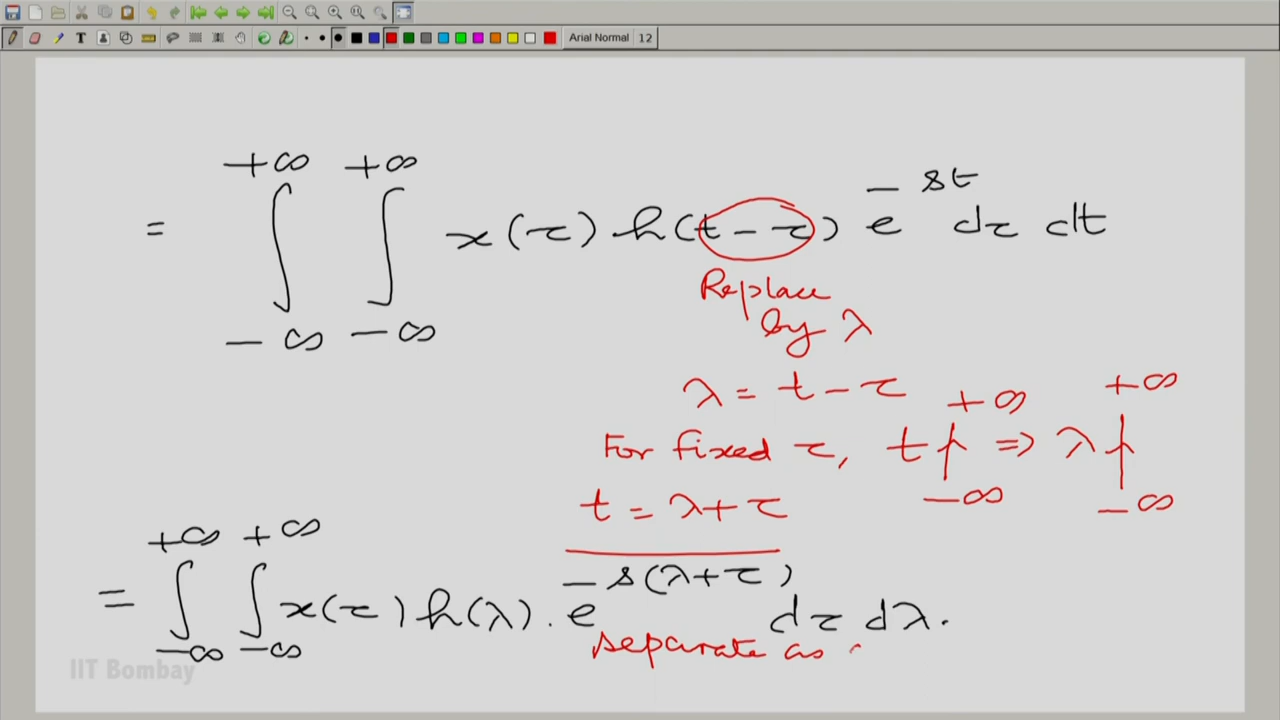 Arial Normal 12
+∞ +∞
= ∫ ∫ x(τ) h(t-τ) e^{-st} dτ dt
-∞ -∞
Replace
by λ
λ = t - τ
+∞ +∞
For fixed τ, t ⇒ λ
-∞ -∞
t = λ+τ
+∞ +∞
= ∫ ∫ x(τ) h(λ) . e^{-s(λ+τ)} dτ dλ.
-∞ -∞
separate as
IIT Bombay